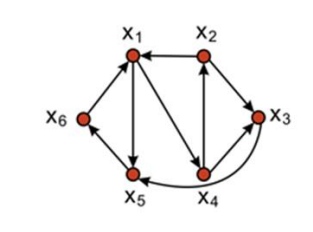 x₁ x₂
x₆ x₃
x₅ x₄